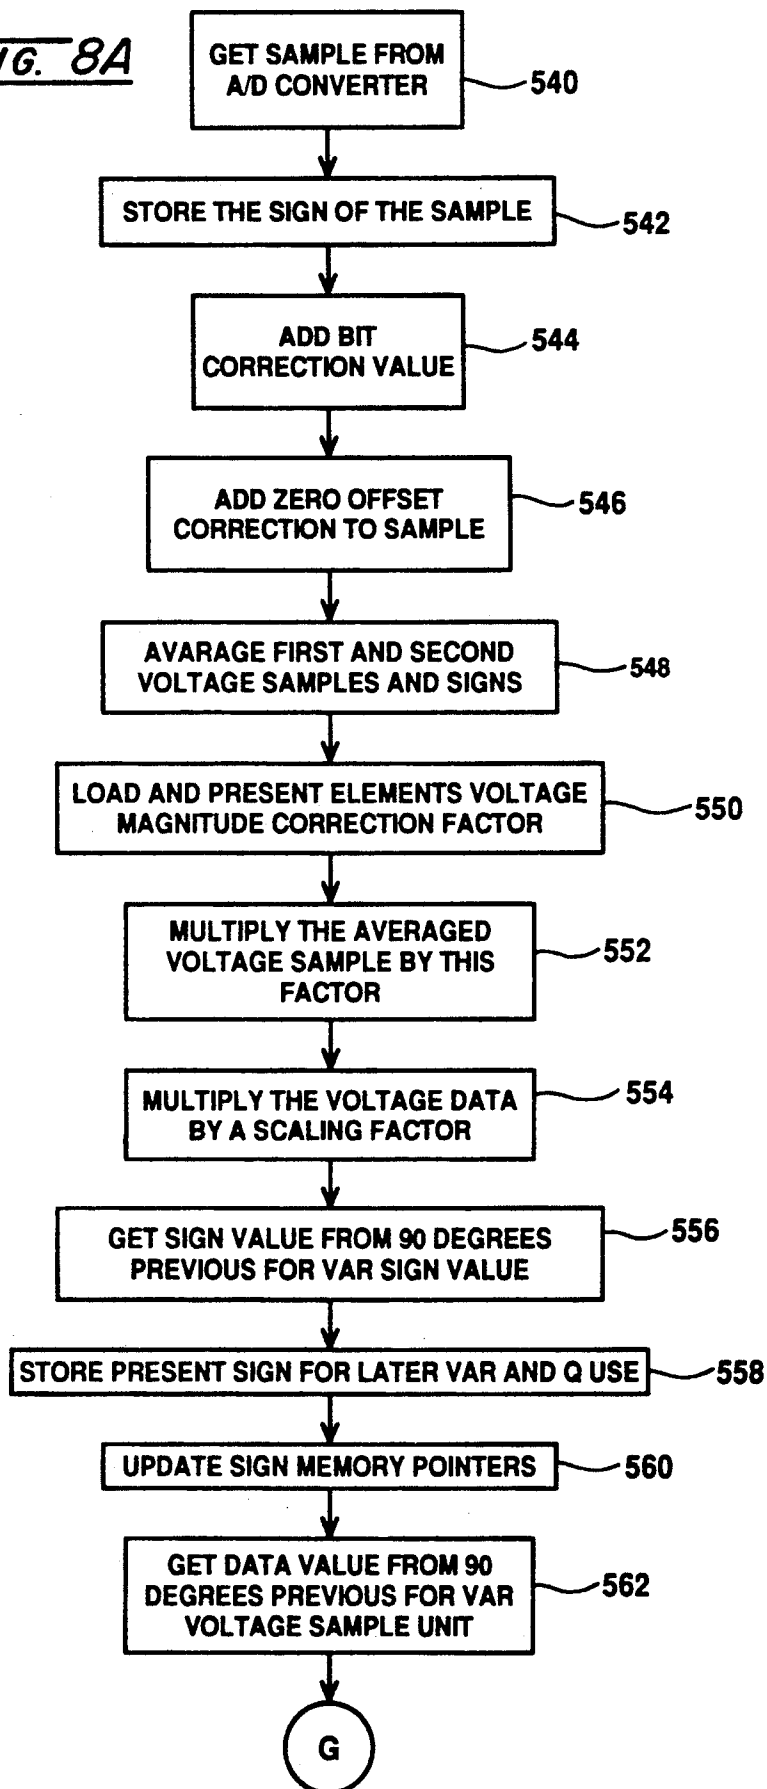 IG. 8A
GET SAMPLE FROM
A/D CONVERTER
540
STORE THE SIGN OF THE SAMPLE
542
ADD BIT
CORRECTION VALUE
544
ADD ZERO OFFSET
CORRECTION TO SAMPLE
546
AVARAGE FIRST AND SECOND
VOLTAGE SAMPLES AND SIGNS
548
LOAD AND PRESENT ELEMENTS VOLTAGE
MAGNITUDE CORRECTION FACTOR
550
MULTIPLY THE AVERAGED
VOLTAGE SAMPLE BY THIS
FACTOR
552
MULTIPLY THE VOLTAGE DATA
BY A SCALING FACTOR
554
GET SIGN VALUE FROM 90 DEGREES
PREVIOUS FOR VAR SIGN VALUE
556
STORE PRESENT SIGN FOR LATER VAR AND Q USE
558
UPDATE SIGN MEMORY POINTERS
560
GET DATA VALUE FROM 90
DEGREES PREVIOUS FOR VAR
VOLTAGE SAMPLE UNIT
562
G